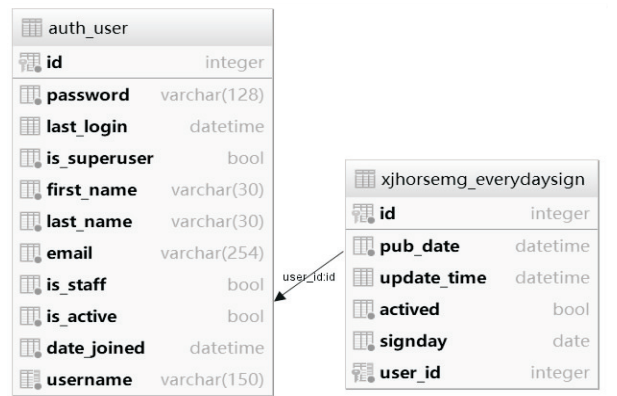 auth_user
id integer
password varchar(128)
last_login datetime
is_superuser bool
first_name varchar(30)
last_name varchar(30)
email varchar(254)
is_staff bool
is_active bool
date_joined datetime
username varchar(150)
user_id:id
xjhorsemg_everydaysign
id integer
pub_date datetime
update_time datetime
actived bool
signday date
user_id integer